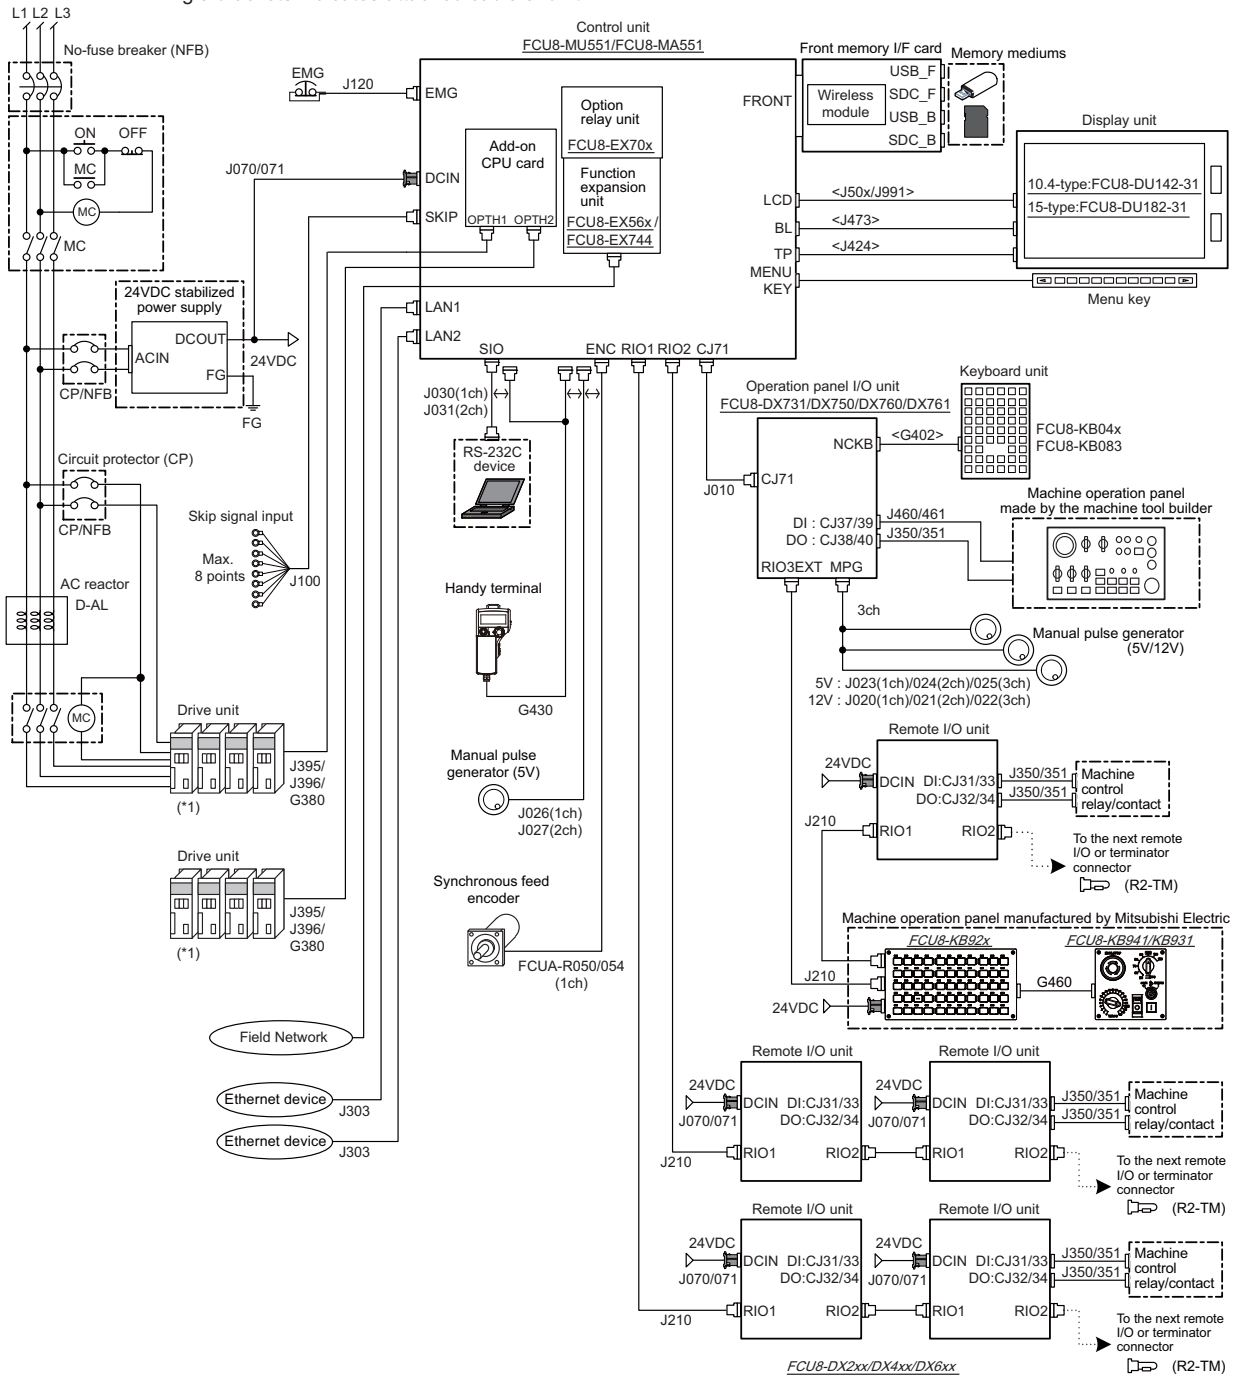 L1 L2 L3
No-fuse breaker (NFB)
ON OFF
MC
MC
MC
EMG
J120
J070/071
Control unit
FCU8-MU551/FCU8-MA551
EMG
DCIN
SKIP
LAN1
LAN2
Add-on
CPU card
OPTH1 OPTH2
Option
relay unit
FCU8-EX70x
Function
expansion
unit
FCU8-EX56x /
FCU8-EX744
FRONT
LCD
BL
TP
MENU
KEY
SIO
ENC RIO1 RIO2 CJ71
Front memory I/F card
Wireless
module
USB_F
SDC_F
USB_B
SDC_B
Memory mediums
Display unit
10.4-type:FCU8-DU142-31
15-type:FCU8-DU182-31
<J50x/J991>
<J473>
<J424>
Menu key
24VDC stabilized
power supply
DCOUT
ACIN
FG
FG
24VDC
CP/NFB
Circuit protector (CP)
CP/NFB
AC reactor
D-AL
MC
Skip signal input
Max.
8 points
J100
J030(1ch)
J031(2ch)
RS-232C
device
Handy terminal
G430
Manual pulse
generator (5V)
J026(1ch)
J027(2ch)
Synchronous feed
encoder
FCUA-R050/054
(1ch)
Drive unit
J395/
J396/
G380
(*1)
Drive unit
J395/
J396/
G380
(*1)
Field Network
Ethernet device
J303
Ethernet device
J303
Operation panel I/O unit
FCU8-DX731/DX750/DX760/DX761
NCKB
CJ71
DI : CJ37/39
DO : CJ38/40
RIO3EXT MPG
J010
<G402>
Keyboard unit
FCU8-KB04x
FCU8-KB083
J460/461
J350/351
Machine operation panel
made by the machine tool builder
3ch
Manual pulse generator
(5V/12V)
5V : J023(1ch)/024(2ch)/025(3ch)
12V : J020(1ch)/021(2ch)/022(3ch)
Remote I/O unit
24VDC
DCIN DI:CJ31/33
DO:CJ32/34
RIO1 RIO2
J210
J350/351
J350/351
Machine
control
relay/contact
To the next remote
I/O or terminator
connector
(R2-TM)
Machine operation panel manufactured by Mitsubishi Electric
FCU8-KB92x
FCU8-KB941/KB931
J210
24VDC
G460
Remote I/O unit
Remote I/O unit
24VDC
J070/071
DCIN DI:CJ31/33
DO:CJ32/34
RIO1 RIO2
J210
24VDC
J070/071
DCIN DI:CJ31/33
DO:CJ32/34
RIO1 RIO2
J350/351
J350/351
Machine
control
relay/contact
To the next remote
I/O or terminator
connector
(R2-TM)
Remote I/O unit
Remote I/O unit
24VDC
J070/071
DCIN DI:CJ31/33
DO:CJ32/34
RIO1 RIO2
J210
24VDC
J070/071
DCIN DI:CJ31/33
DO:CJ32/34
RIO1 RIO2
J350/351
J350/351
Machine
control
relay/contact
To the next remote
I/O or terminator
connector
(R2-TM)
FCU8-DX2xx/DX4xx/DX6xx